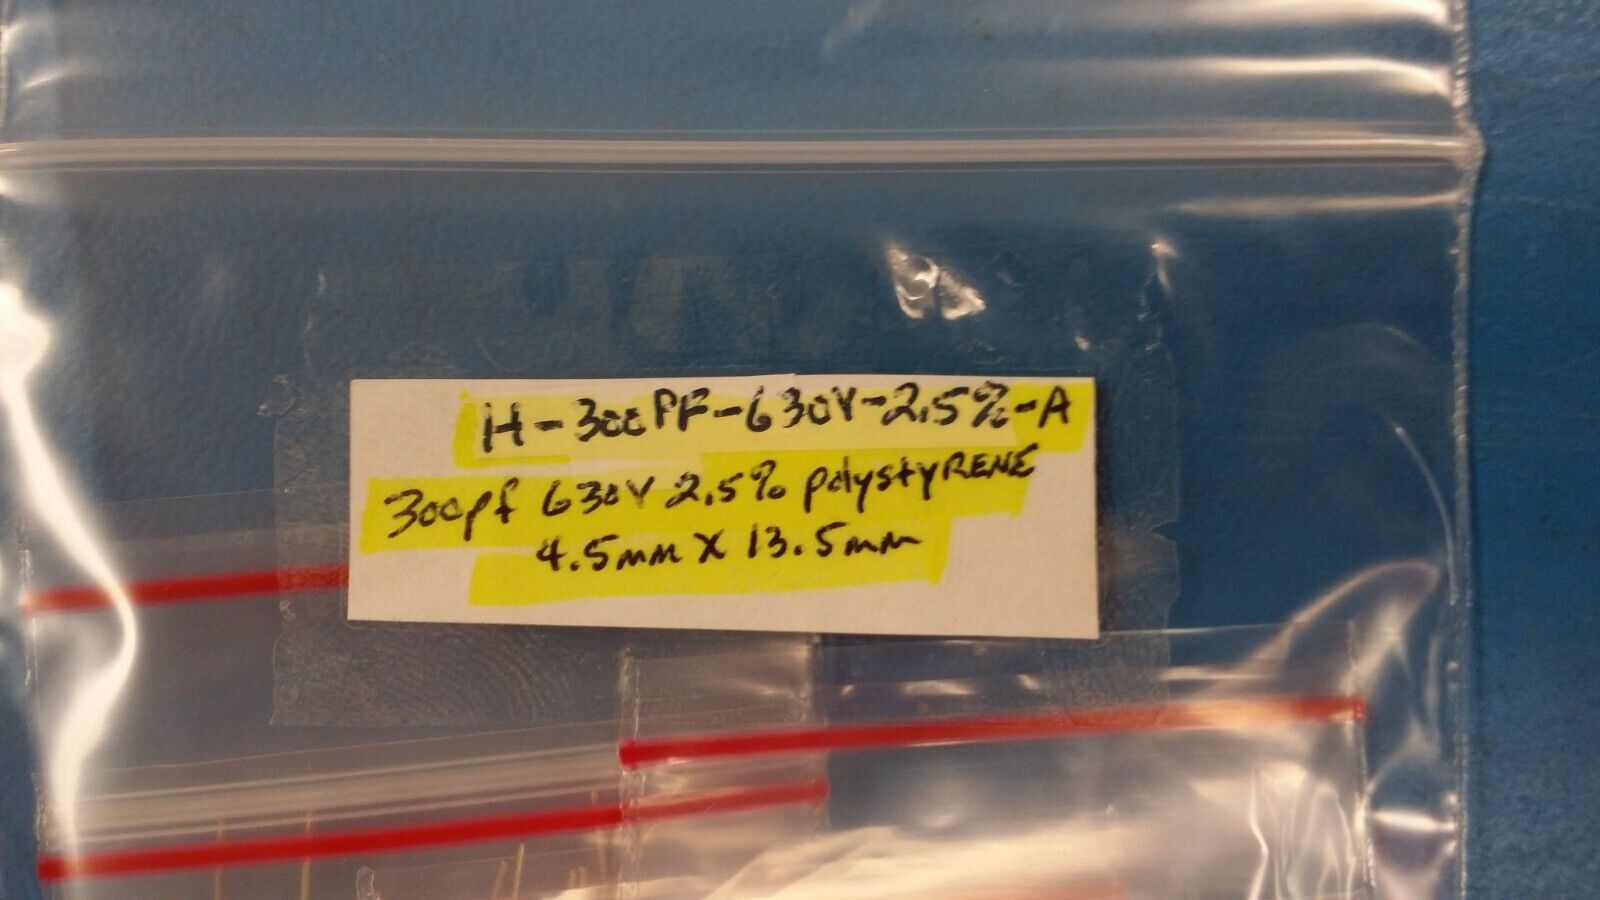 H-300PF-630V-2.5%-A
300pf 630V 2.5% polystyRENE
4.5mm X 13.5mm